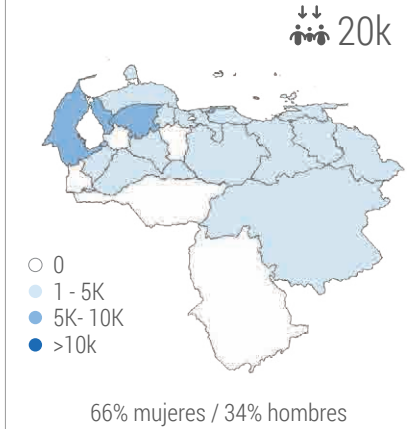 20k
0
1 - 5K
5K- 10K
>10k
66% mujeres / 34% hombres